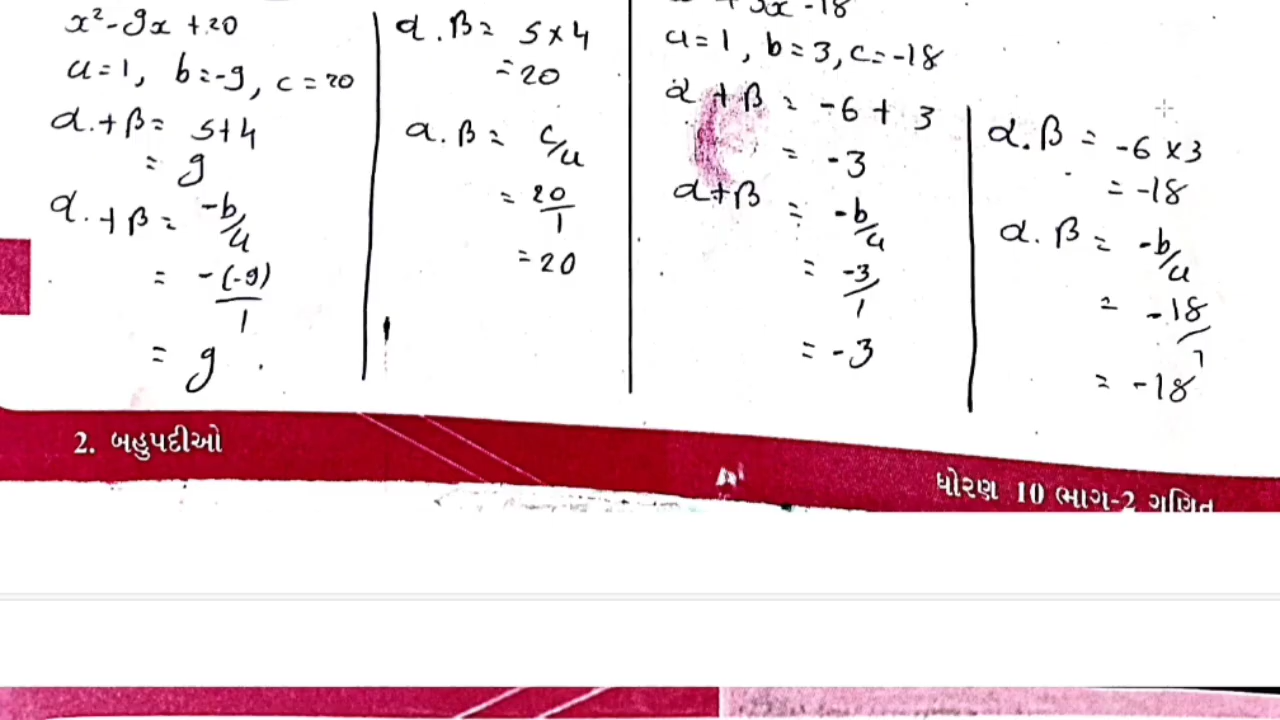 x² - 9x + 20
a = 1, b = -9, c = 20
α + β = 5+4
= 9
α + β = -b/a
= -(-9)/1
= 9
α . β = 5 × 4
= 20
α . β = c/a
= 20/1
= 20
+ 3x - 18
a = 1, b = 3, c = -18
α + β = -6 + 3
= -3
α + β = -b/a
= -3/1
= -3
α . β = -6 × 3
= -18
α . β = -b/a
= -18/1
= -18
2. બહુપદીઓ
ધોરણ 10 ભાગ-2 ગણિત